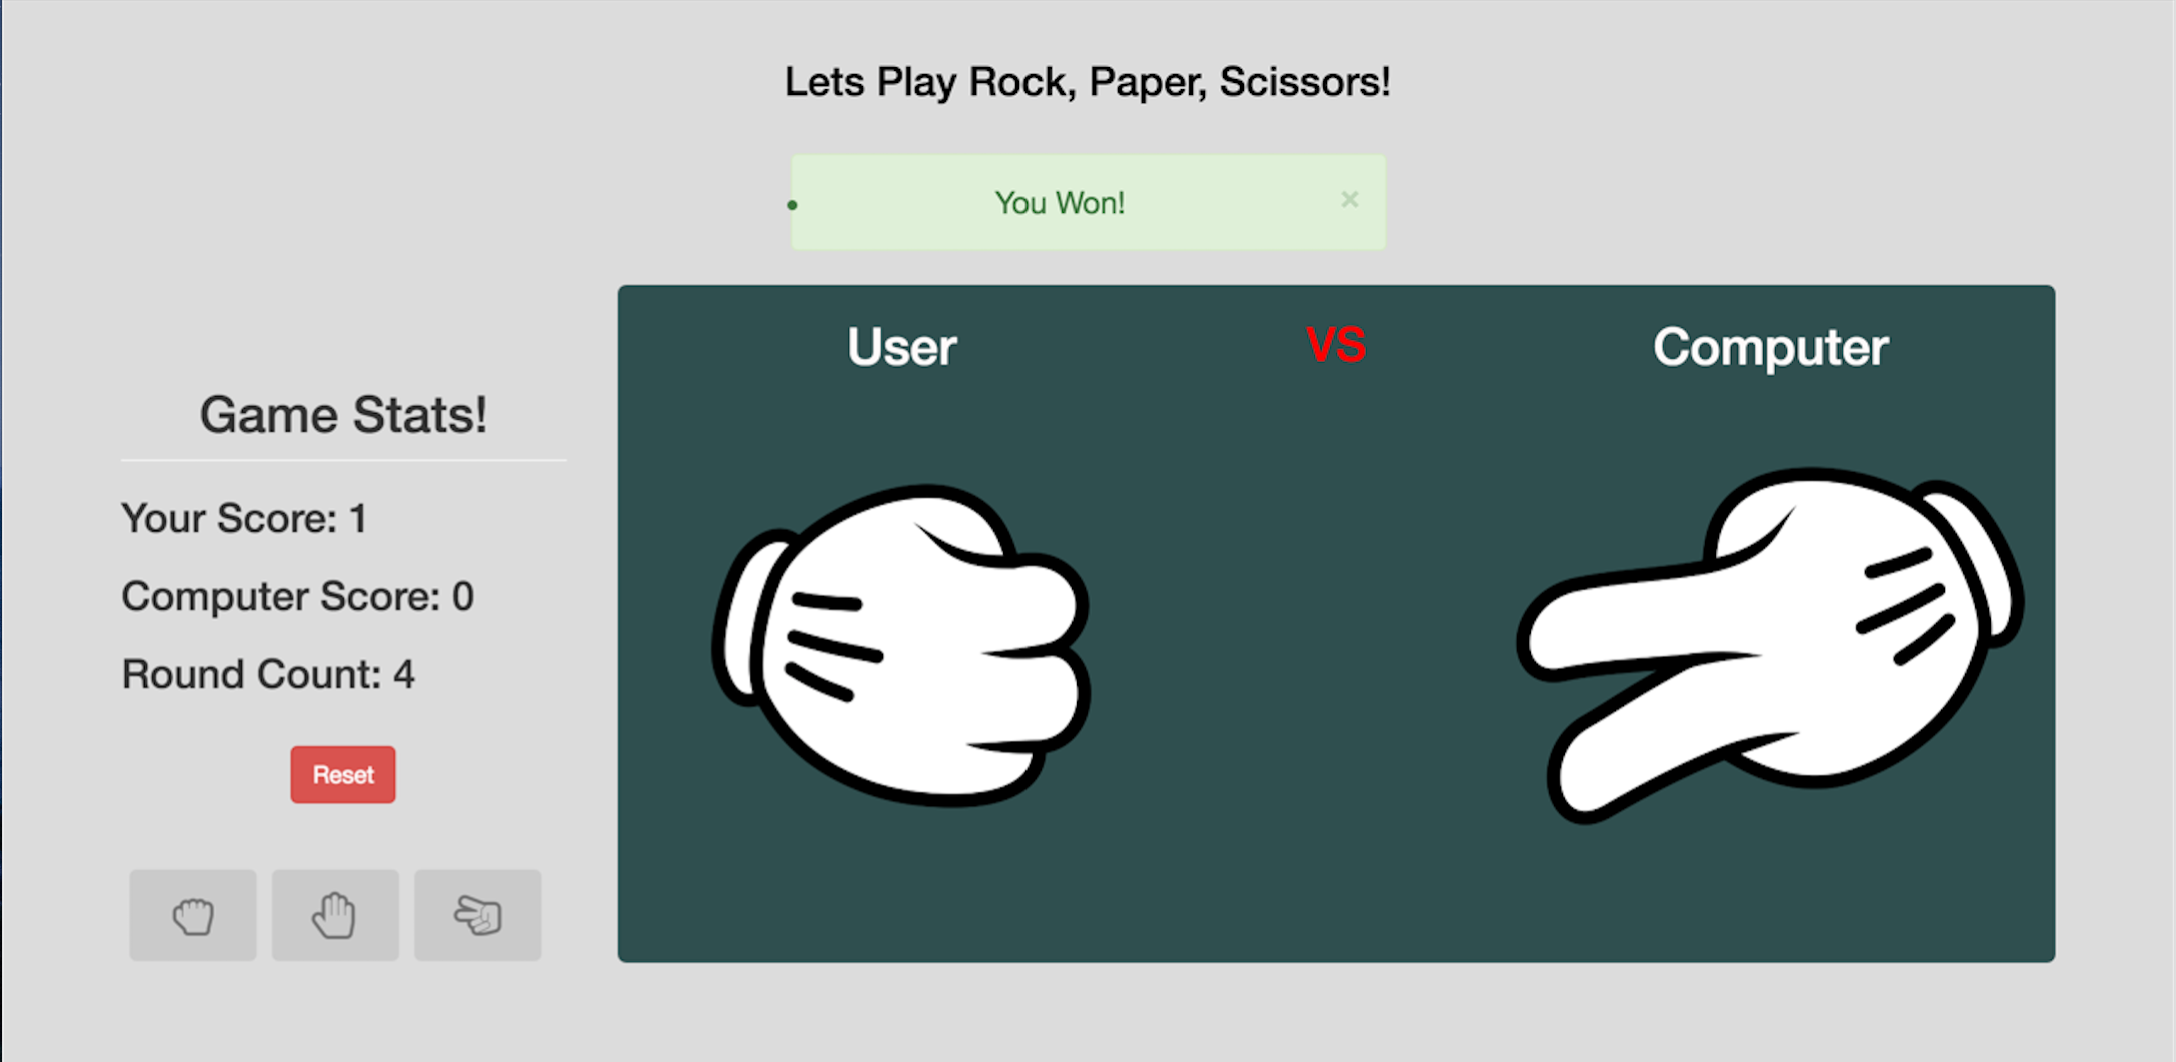 Lets Play Rock, Paper, Scissors!
You Won! ×
User VS Computer
Game Stats!
Your Score: 1
Computer Score: 0
Round Count: 4
Reset